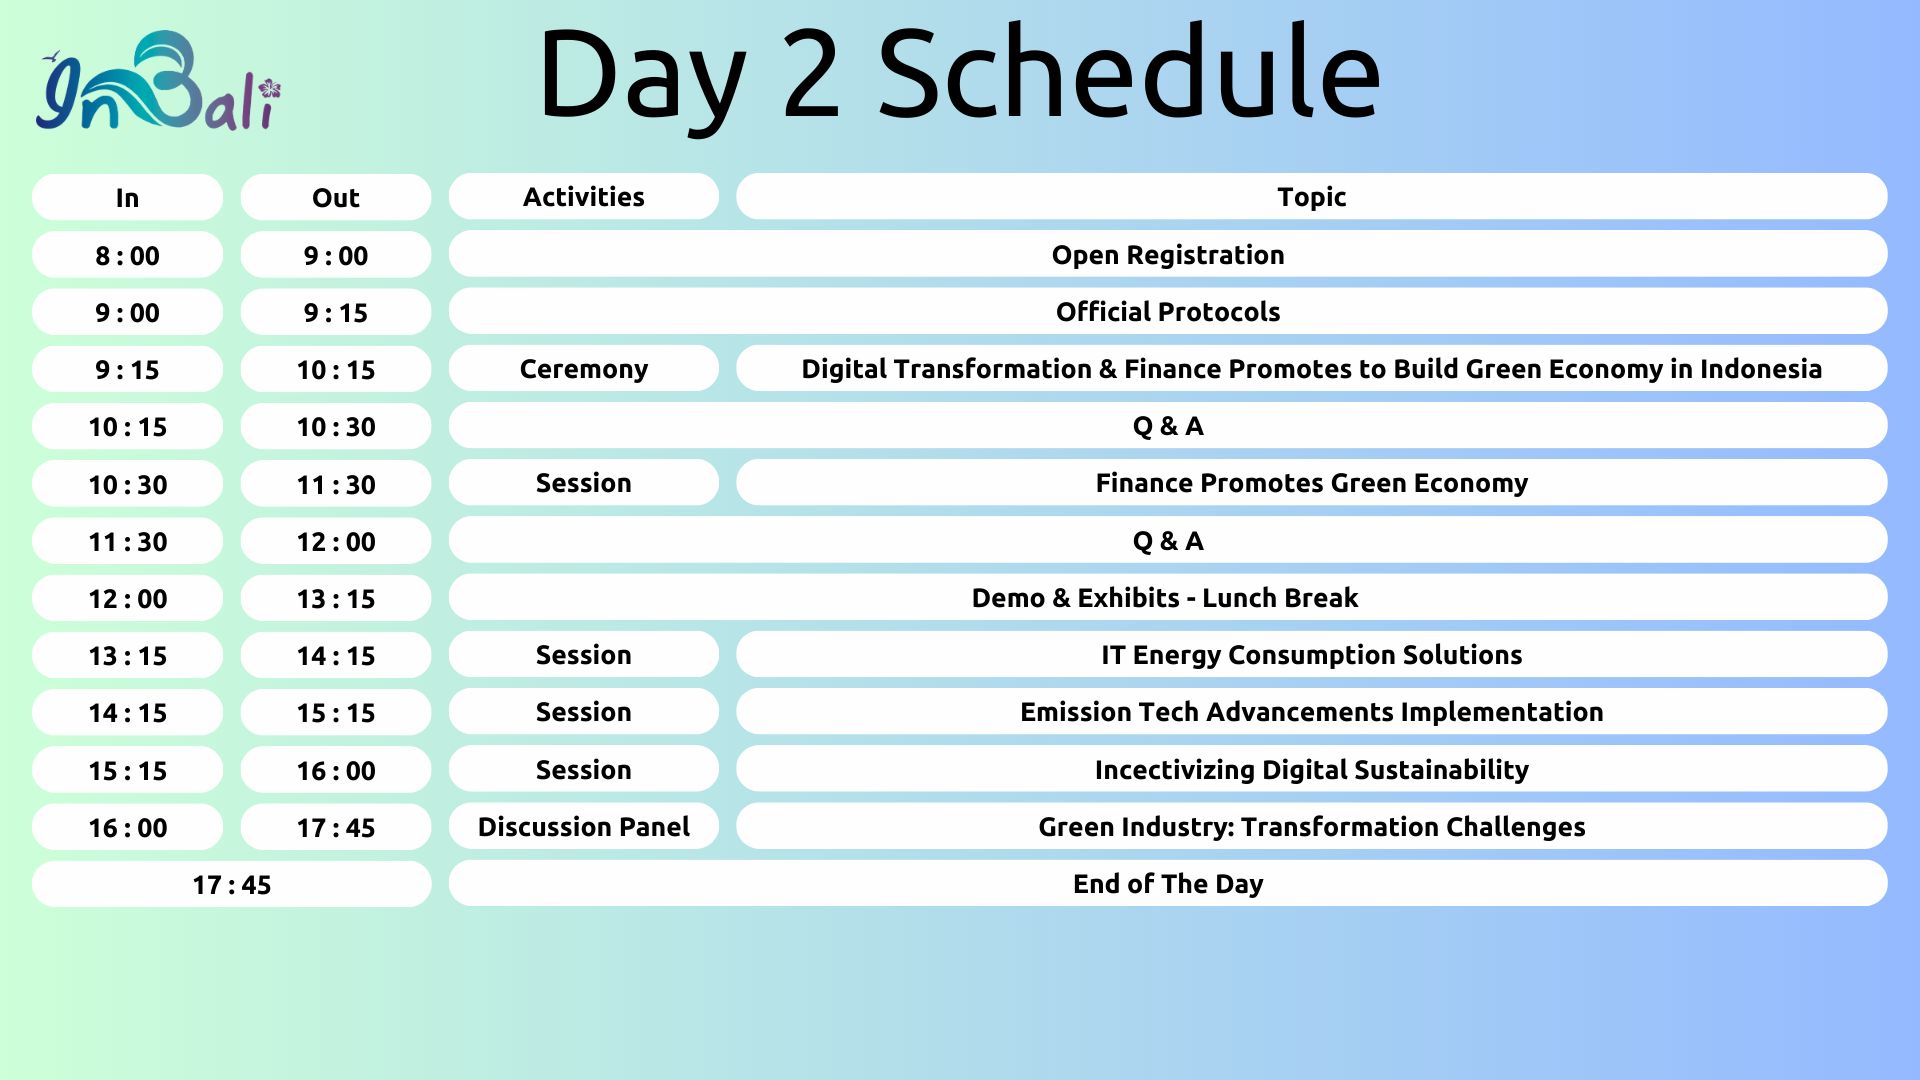 InBali
Day 2 Schedule
In Out Activities Topic
8 : 00 9 : 00 Open Registration
9 : 00 9 : 15 Official Protocols
9 : 15 10 : 15 Ceremony Digital Transformation & Finance Promotes to Build Green Economy in Indonesia
10 : 15 10 : 30 Q & A
10 : 30 11 : 30 Session Finance Promotes Green Economy
11 : 30 12 : 00 Q & A
12 : 00 13 : 15 Demo & Exhibits - Lunch Break
13 : 15 14 : 15 Session IT Energy Consumption Solutions
14 : 15 15 : 15 Session Emission Tech Advancements Implementation
15 : 15 16 : 00 Session Incectivizing Digital Sustainability
16 : 00 17 : 45 Discussion Panel Green Industry: Transformation Challenges
17 : 45 End of The Day